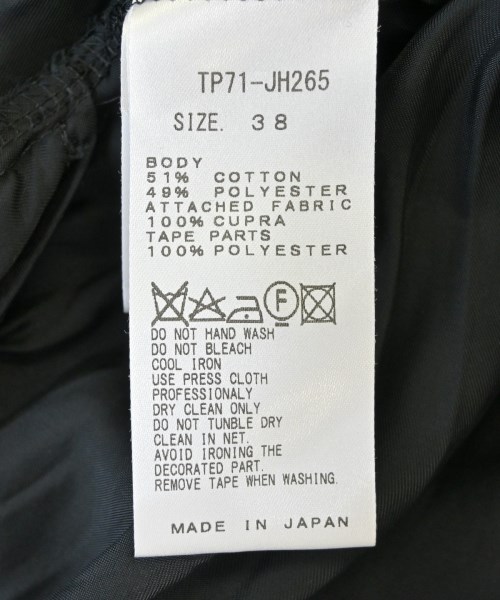 TP71-JH265
SIZE. 38
BODY
51% COTTON
49% POLYESTER
ATTACHED FABRIC
100% CUPRA
TAPE PARTS
100% POLYESTER
F
DO NOT HAND WASH
DO NOT BLEACH
COOL IRON
USE PRESS CLOTH
PROFESSIONALY
DRY CLEAN ONLY
DO NOT TUNBLE DRY
CLEAN IN NET.
AVOID IRONING THE
DECORATED PART.
REMOVE TAPE WHEN WASHING.
MADE IN JAPAN